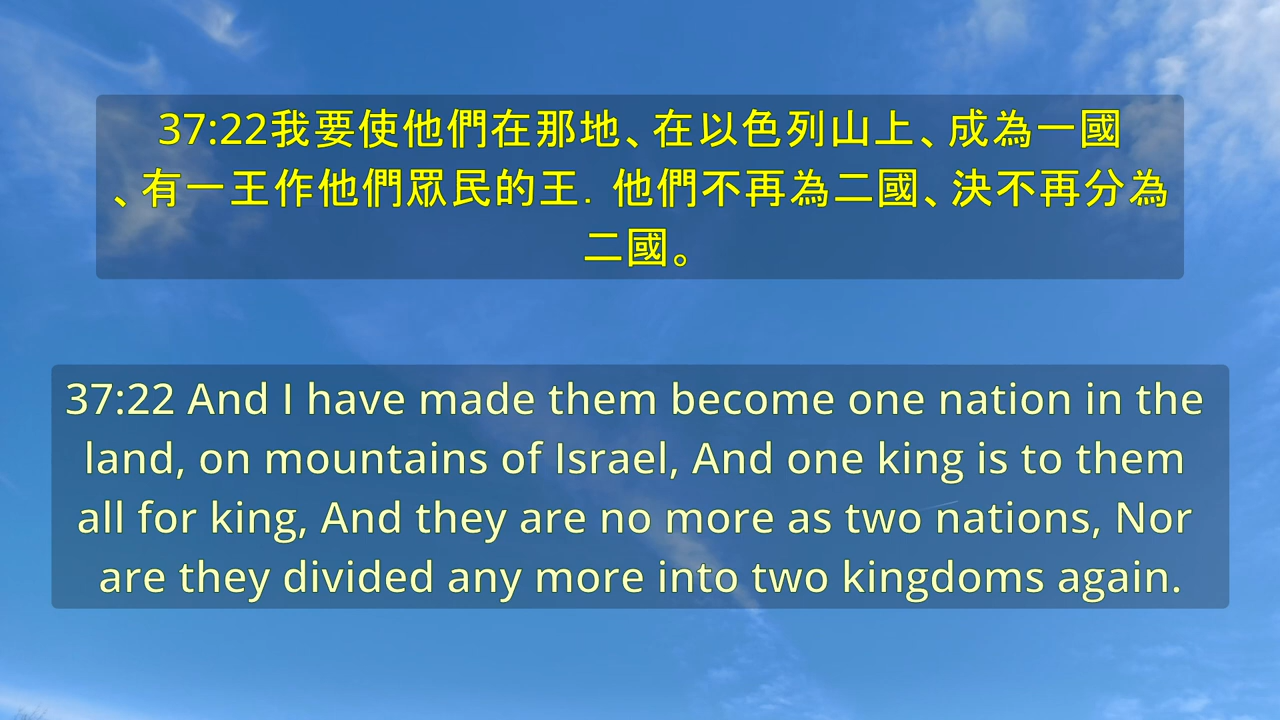 37:22我要使他們在那地、在以色列山上、成為一國
、有一王作他們眾民的王．他們不再為二國、決不再分為
二國。
37:22 And I have made them become one nation in the
land, on mountains of Israel, And one king is to them
all for king, And they are no more as two nations, Nor
are they divided any more into two kingdoms again.